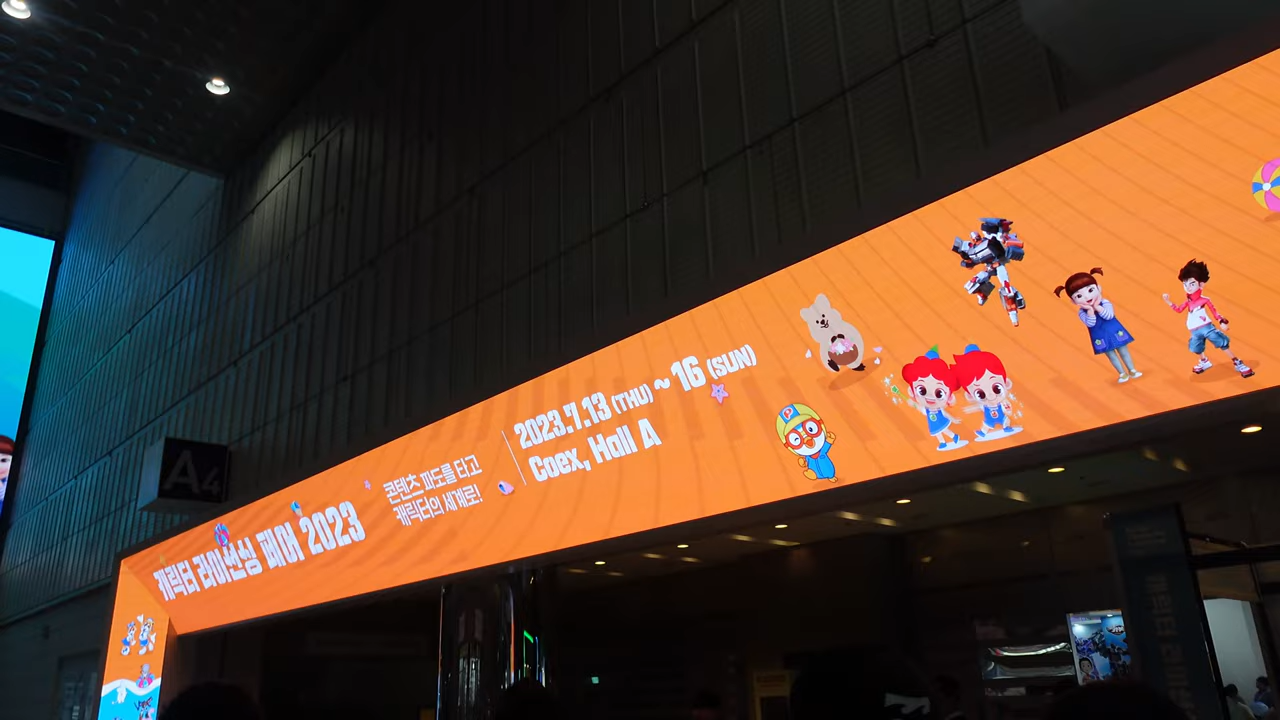 A4
캐릭터 라이선싱 페어 2023
콘텐츠 파도를 타고
캐릭터의 세계로!
2023.7.13 (THU) ~ 16 (SUN)
Coex, Hall A
P